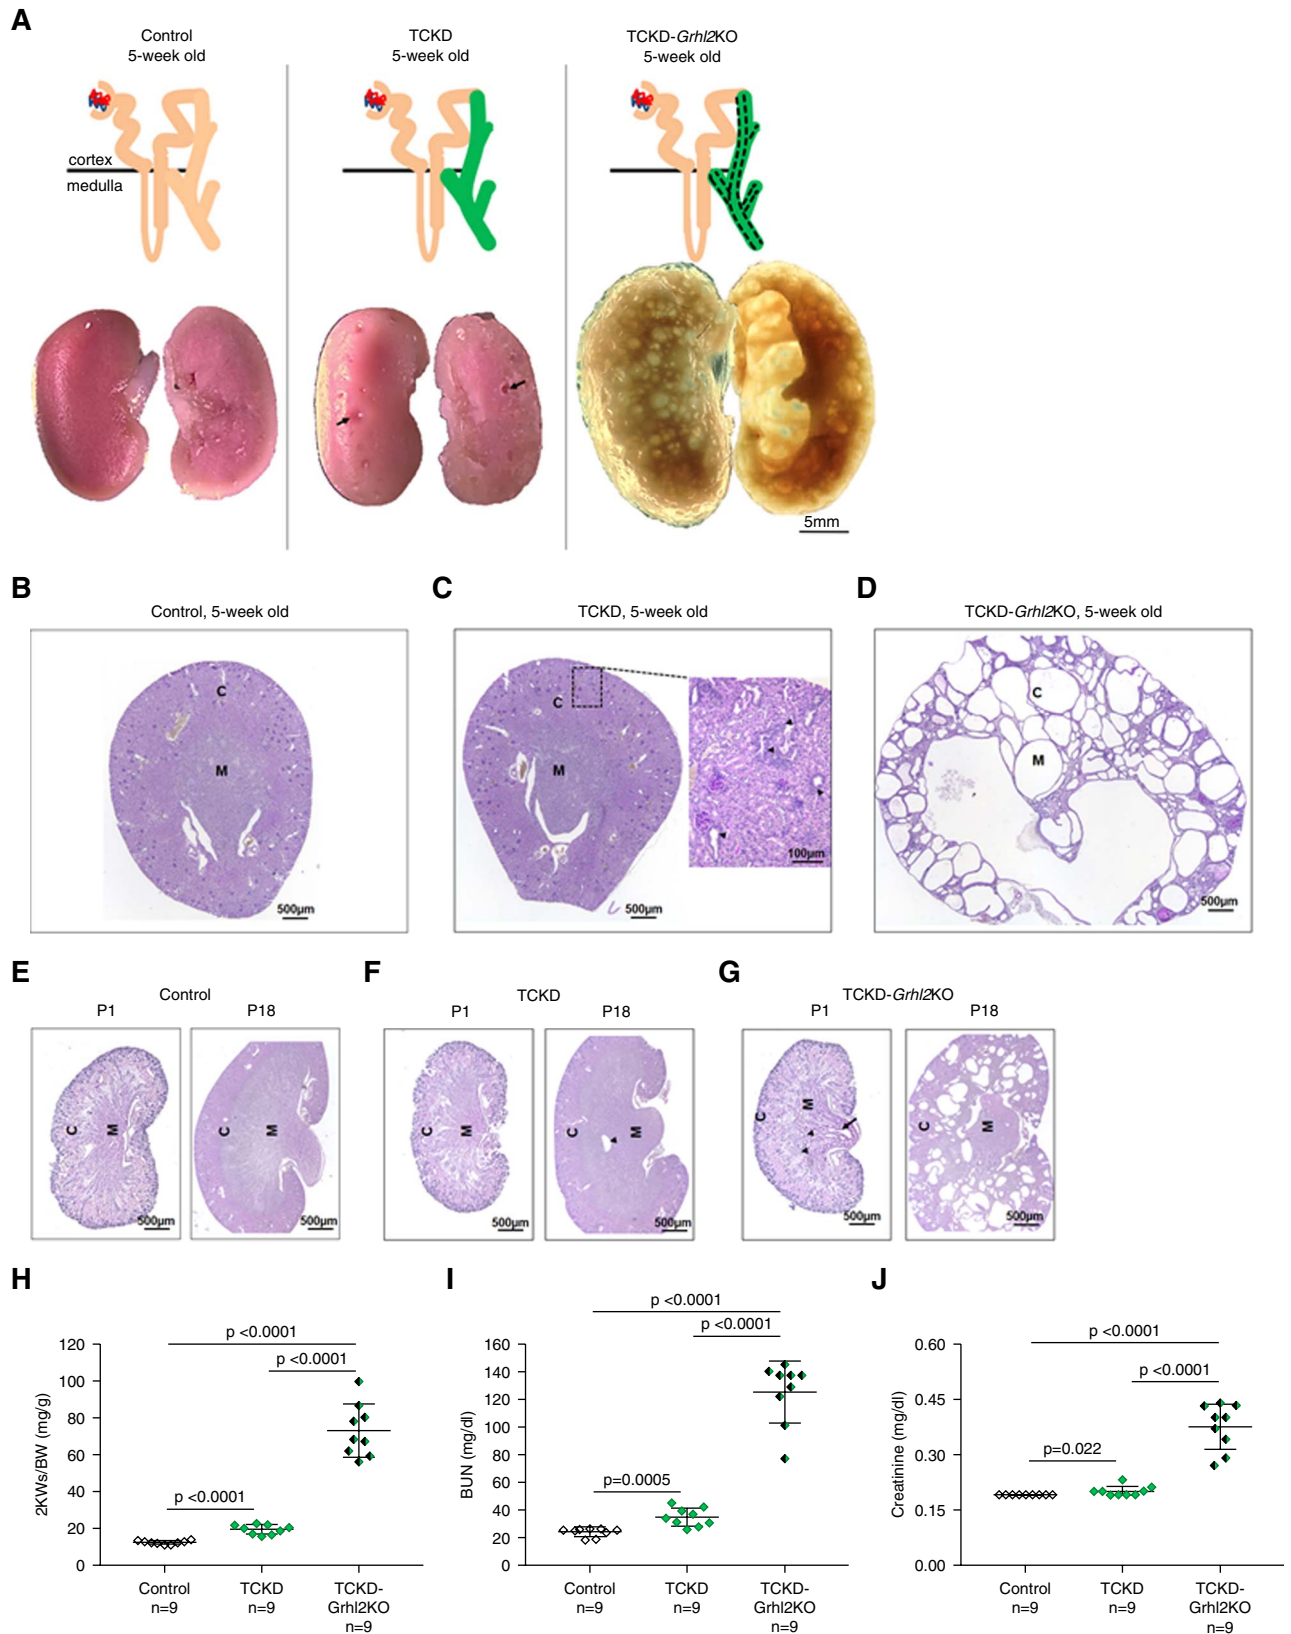 A
Control
5-week old
TCKD
5-week old
TCKD-Grhl2KO
5-week old
cortex
medulla
5mm
B
Control, 5-week old
C
M
500µm
C
TCKD, 5-week old
C
M
500µm
100µm
D
TCKD-Grhl2KO, 5-week old
C
M
500µm
E
Control
P1
P18
C
M
500µm
C
M
500µm
F
TCKD
P1
P18
C
M
500µm
C
M
500µm
G
TCKD-Grhl2KO
P1
P18
C
M
500µm
C
M
500µm
H
2KWs/BW (mg/g)
120
100
80
60
40
20
0
p <0.0001
p <0.0001
p <0.0001
Control
n=9
TCKD
n=9
TCKD-
Grhl2KO
n=9
I
BUN (mg/dl)
160
140
120
100
80
60
40
20
0
p <0.0001
p <0.0001
p=0.0005
Control
n=9
TCKD
n=9
TCKD-
Grhl2KO
n=9
J
Creatinine (mg/dl)
0.60
0.45
0.30
0.15
0.00
p <0.0001
p <0.0001
p=0.022
Control
n=9
TCKD
n=9
TCKD-
Grhl2KO
n=9